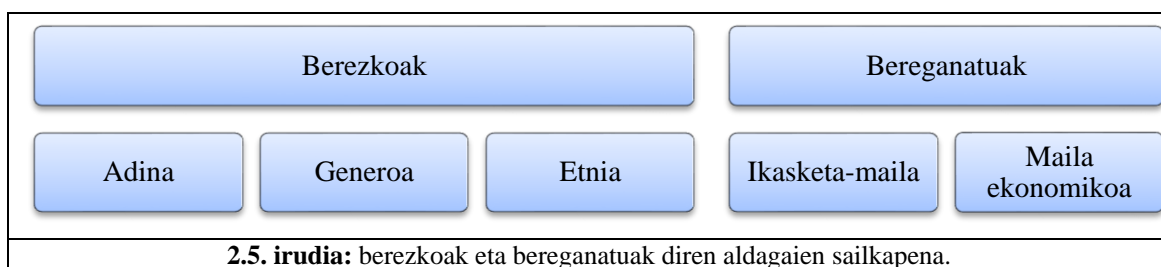 Berezkoak
Bereganatuak
Adina
Generoa
Etnia
Ikasketa-maila
Maila
ekonomikoa
2.5. irudia: berezkoak eta bereganatuak diren aldagaien sailkapena.